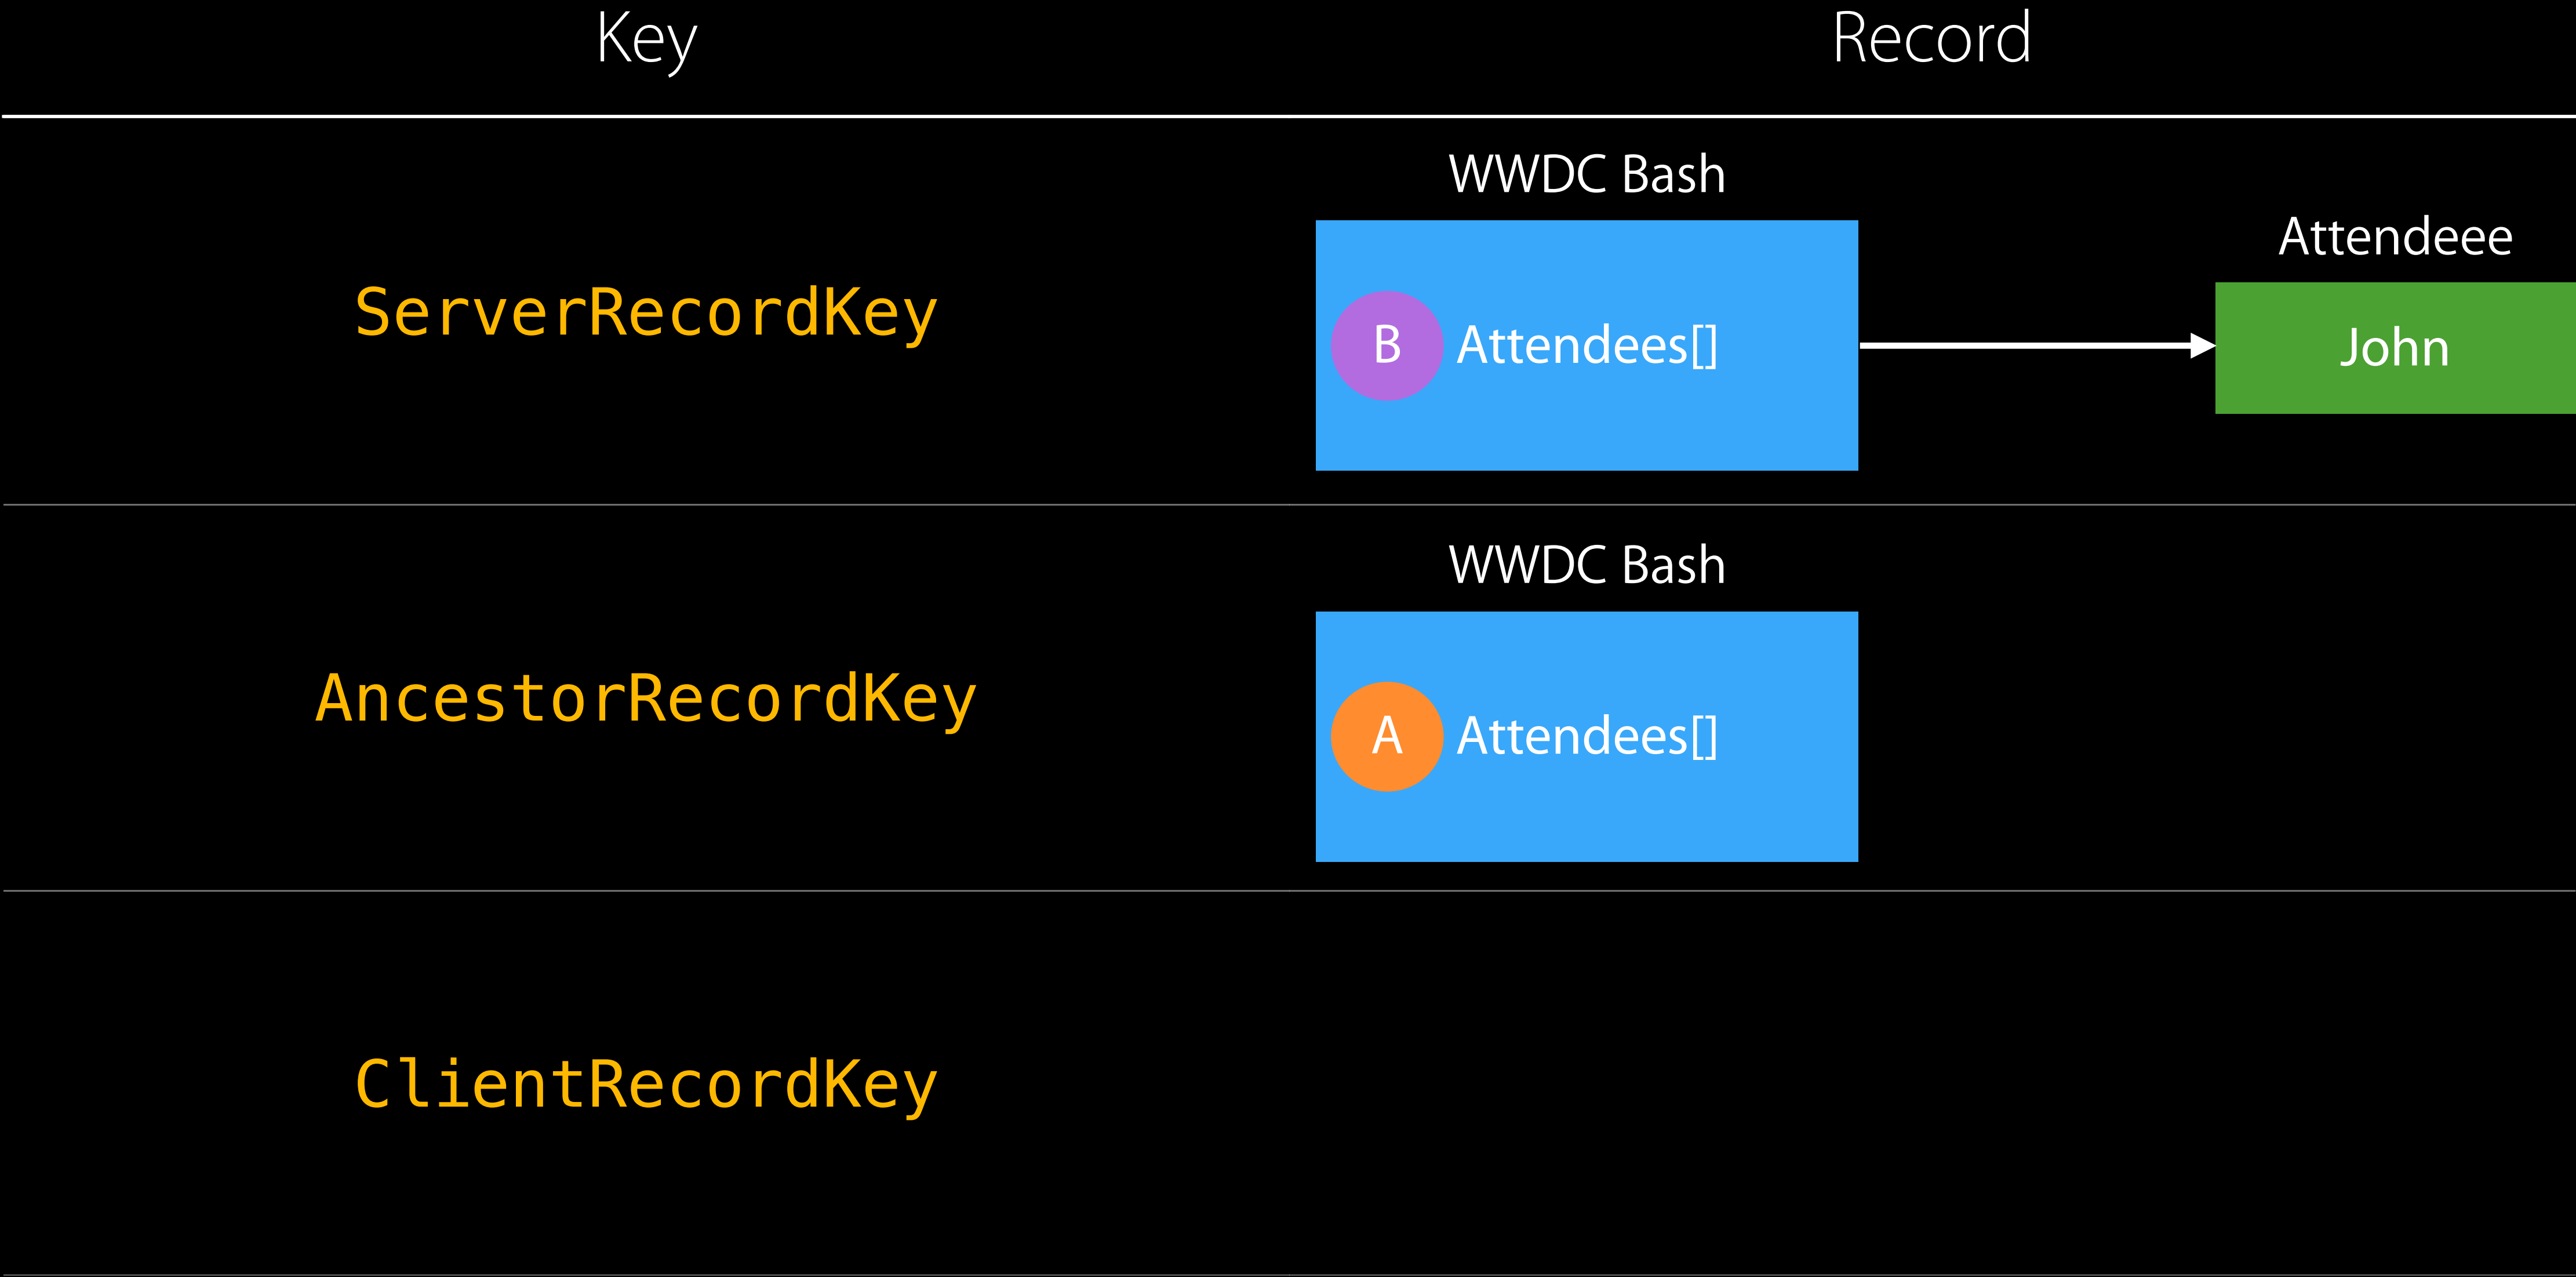 Key
Record
ServerRecordKey
WWDC Bash
B
Attendees[]
Attendeee
John
AncestorRecordKey
WWDC Bash
A
Attendees[]
ClientRecordKey